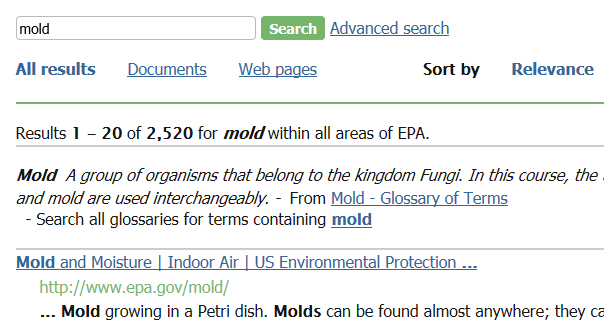 mold Search Advanced search
All results Documents Web pages Sort by Relevance
Results 1 – 20 of 2,520 for mold within all areas of EPA.
Mold A group of organisms that belong to the kingdom Fungi. In this course, the
and mold are used interchangeably. - From Mold - Glossary of Terms
- Search all glossaries for terms containing mold
Mold and Moisture | Indoor Air | US Environmental Protection ...
http://www.epa.gov/mold/
... Mold growing in a Petri dish. Molds can be found almost anywhere; they ca